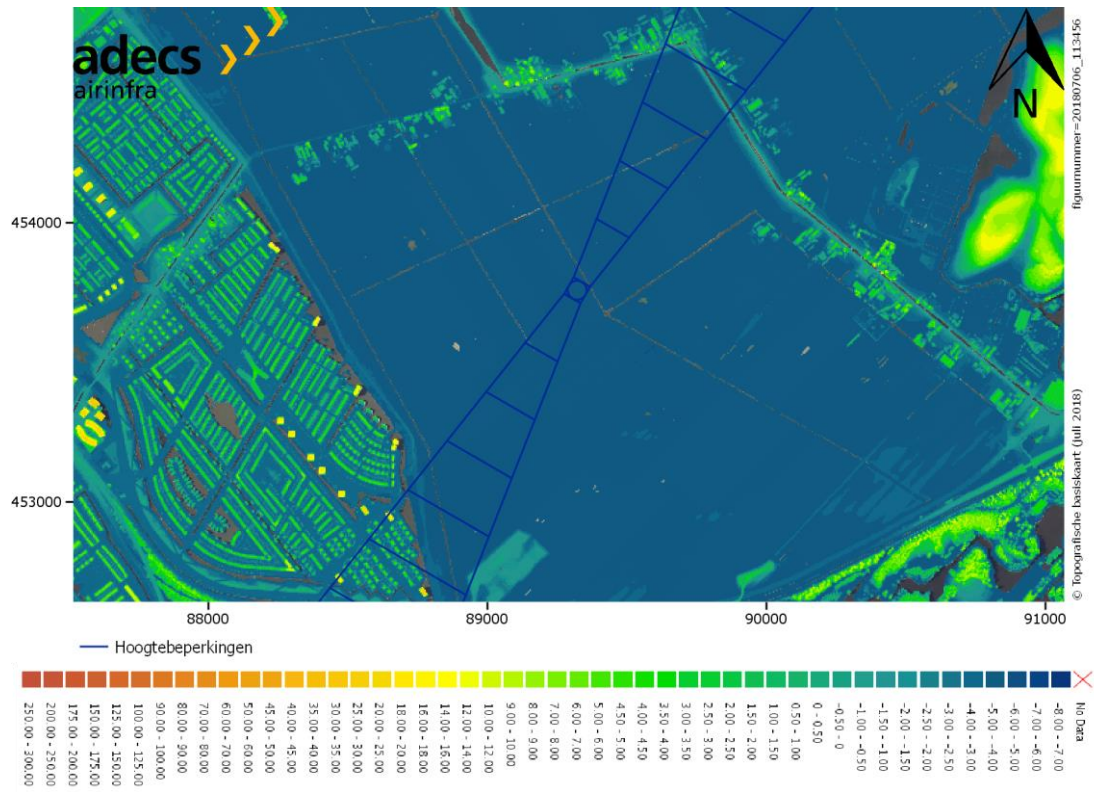 adecs
airinfra
N
figuurnummer=20180706_113456
454000
453000
© Topografische basiskaart (juli 2018)
88000
89000
90000
91000
Hoogtebeperkingen
250.00 - 300.00
200.00 - 250.00
175.00 - 200.00
150.00 - 175.00
125.00 - 150.00
100.00 - 125.00
90.00 - 100.00
80.00 - 90.00
70.00 - 80.00
60.00 - 70.00
50.00 - 60.00
45.00 - 50.00
40.00 - 45.00
35.00 - 40.00
30.00 - 35.00
25.00 - 30.00
20.00 - 25.00
18.00 - 20.00
16.00 - 18.00
14.00 - 16.00
12.00 - 14.00
10.00 - 12.00
9.00 - 10.00
8.00 - 9.00
7.00 - 8.00
6.00 - 7.00
5.00 - 6.00
4.50 - 5.00
4.00 - 4.50
3.50 - 4.00
3.00 - 3.50
2.50 - 3.00
2.00 - 2.50
1.50 - 2.00
1.00 - 1.50
0.50 - 1.00
0 - 0.50
-0.50 - 0
-1.00 - -0.50
-1.50 - -1.00
-2.00 - -1.50
-2.50 - -2.00
-3.00 - -2.50
-4.00 - -3.00
-5.00 - -4.00
-6.00 - -5.00
-7.00 - -6.00
-8.00 - -7.00
No Data